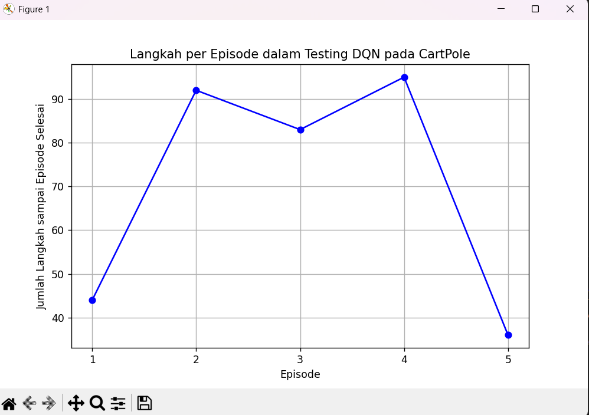 Figure 1
Langkah per Episode dalam Testing DQN pada CartPole
Jumlah Langkah sampai Episode Selesai
90
80
70
60
50
40
1 2 3 4 5
Episode